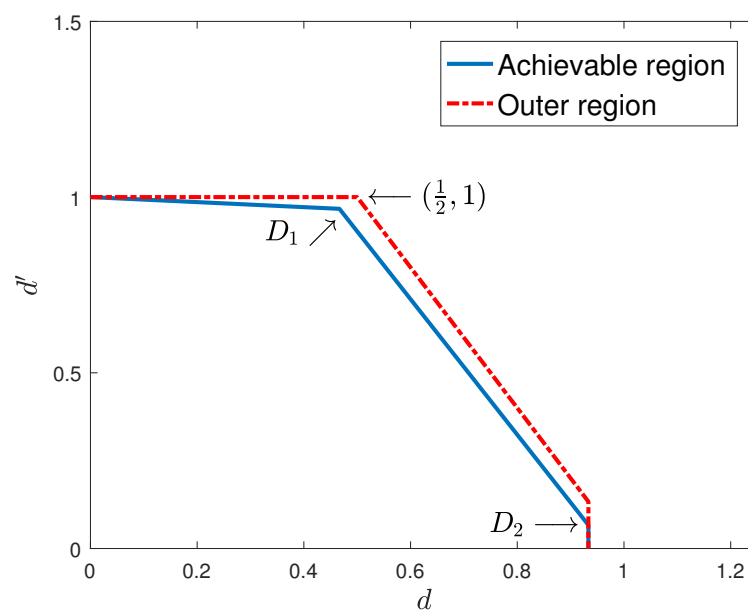 1.5
Achievable region
Outer region
1
← (1/2, 1)
D₁ ↗
d′
0.5
D₂ →
0
0 0.2 0.4 0.6 0.8 1 1.2
d